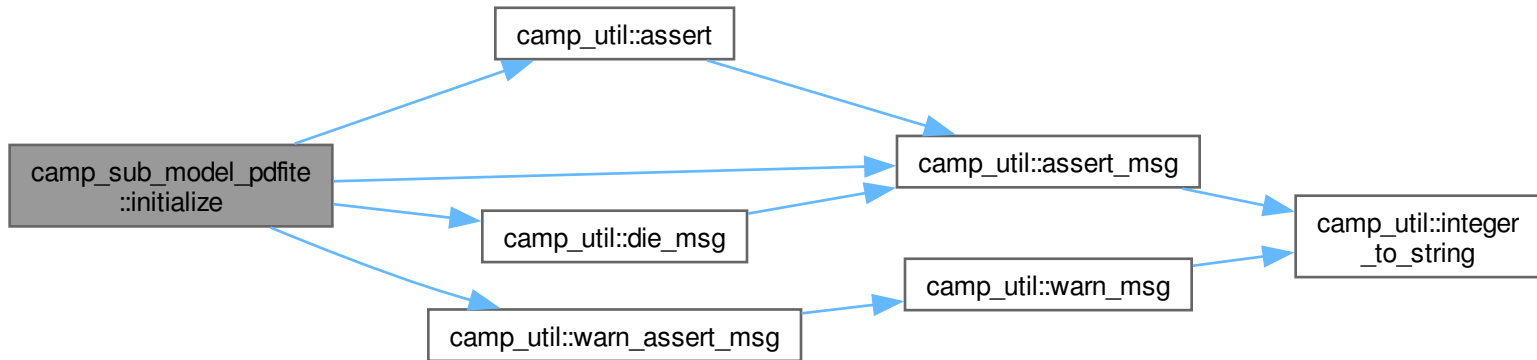 camp_util::assert
camp_sub_model_pdfite
::initialize
camp_util::assert_msg
camp_util::die_msg
camp_util::integer
_to_string
camp_util::warn_msg
camp_util::warn_assert_msg